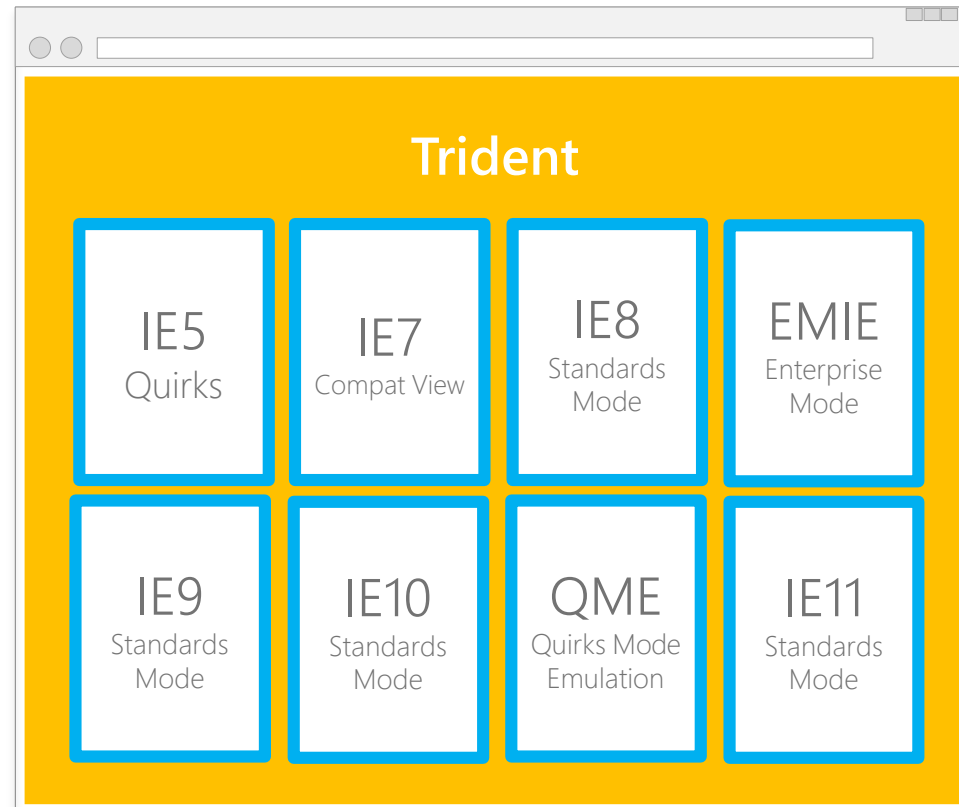 Trident
IE5
Quirks
IE7
Compat View
IE8
Standards
Mode
EMIE
Enterprise
Mode
IE9
Standards
Mode
IE10
Standards
Mode
QME
Quirks Mode
Emulation
IE11
Standards
Mode